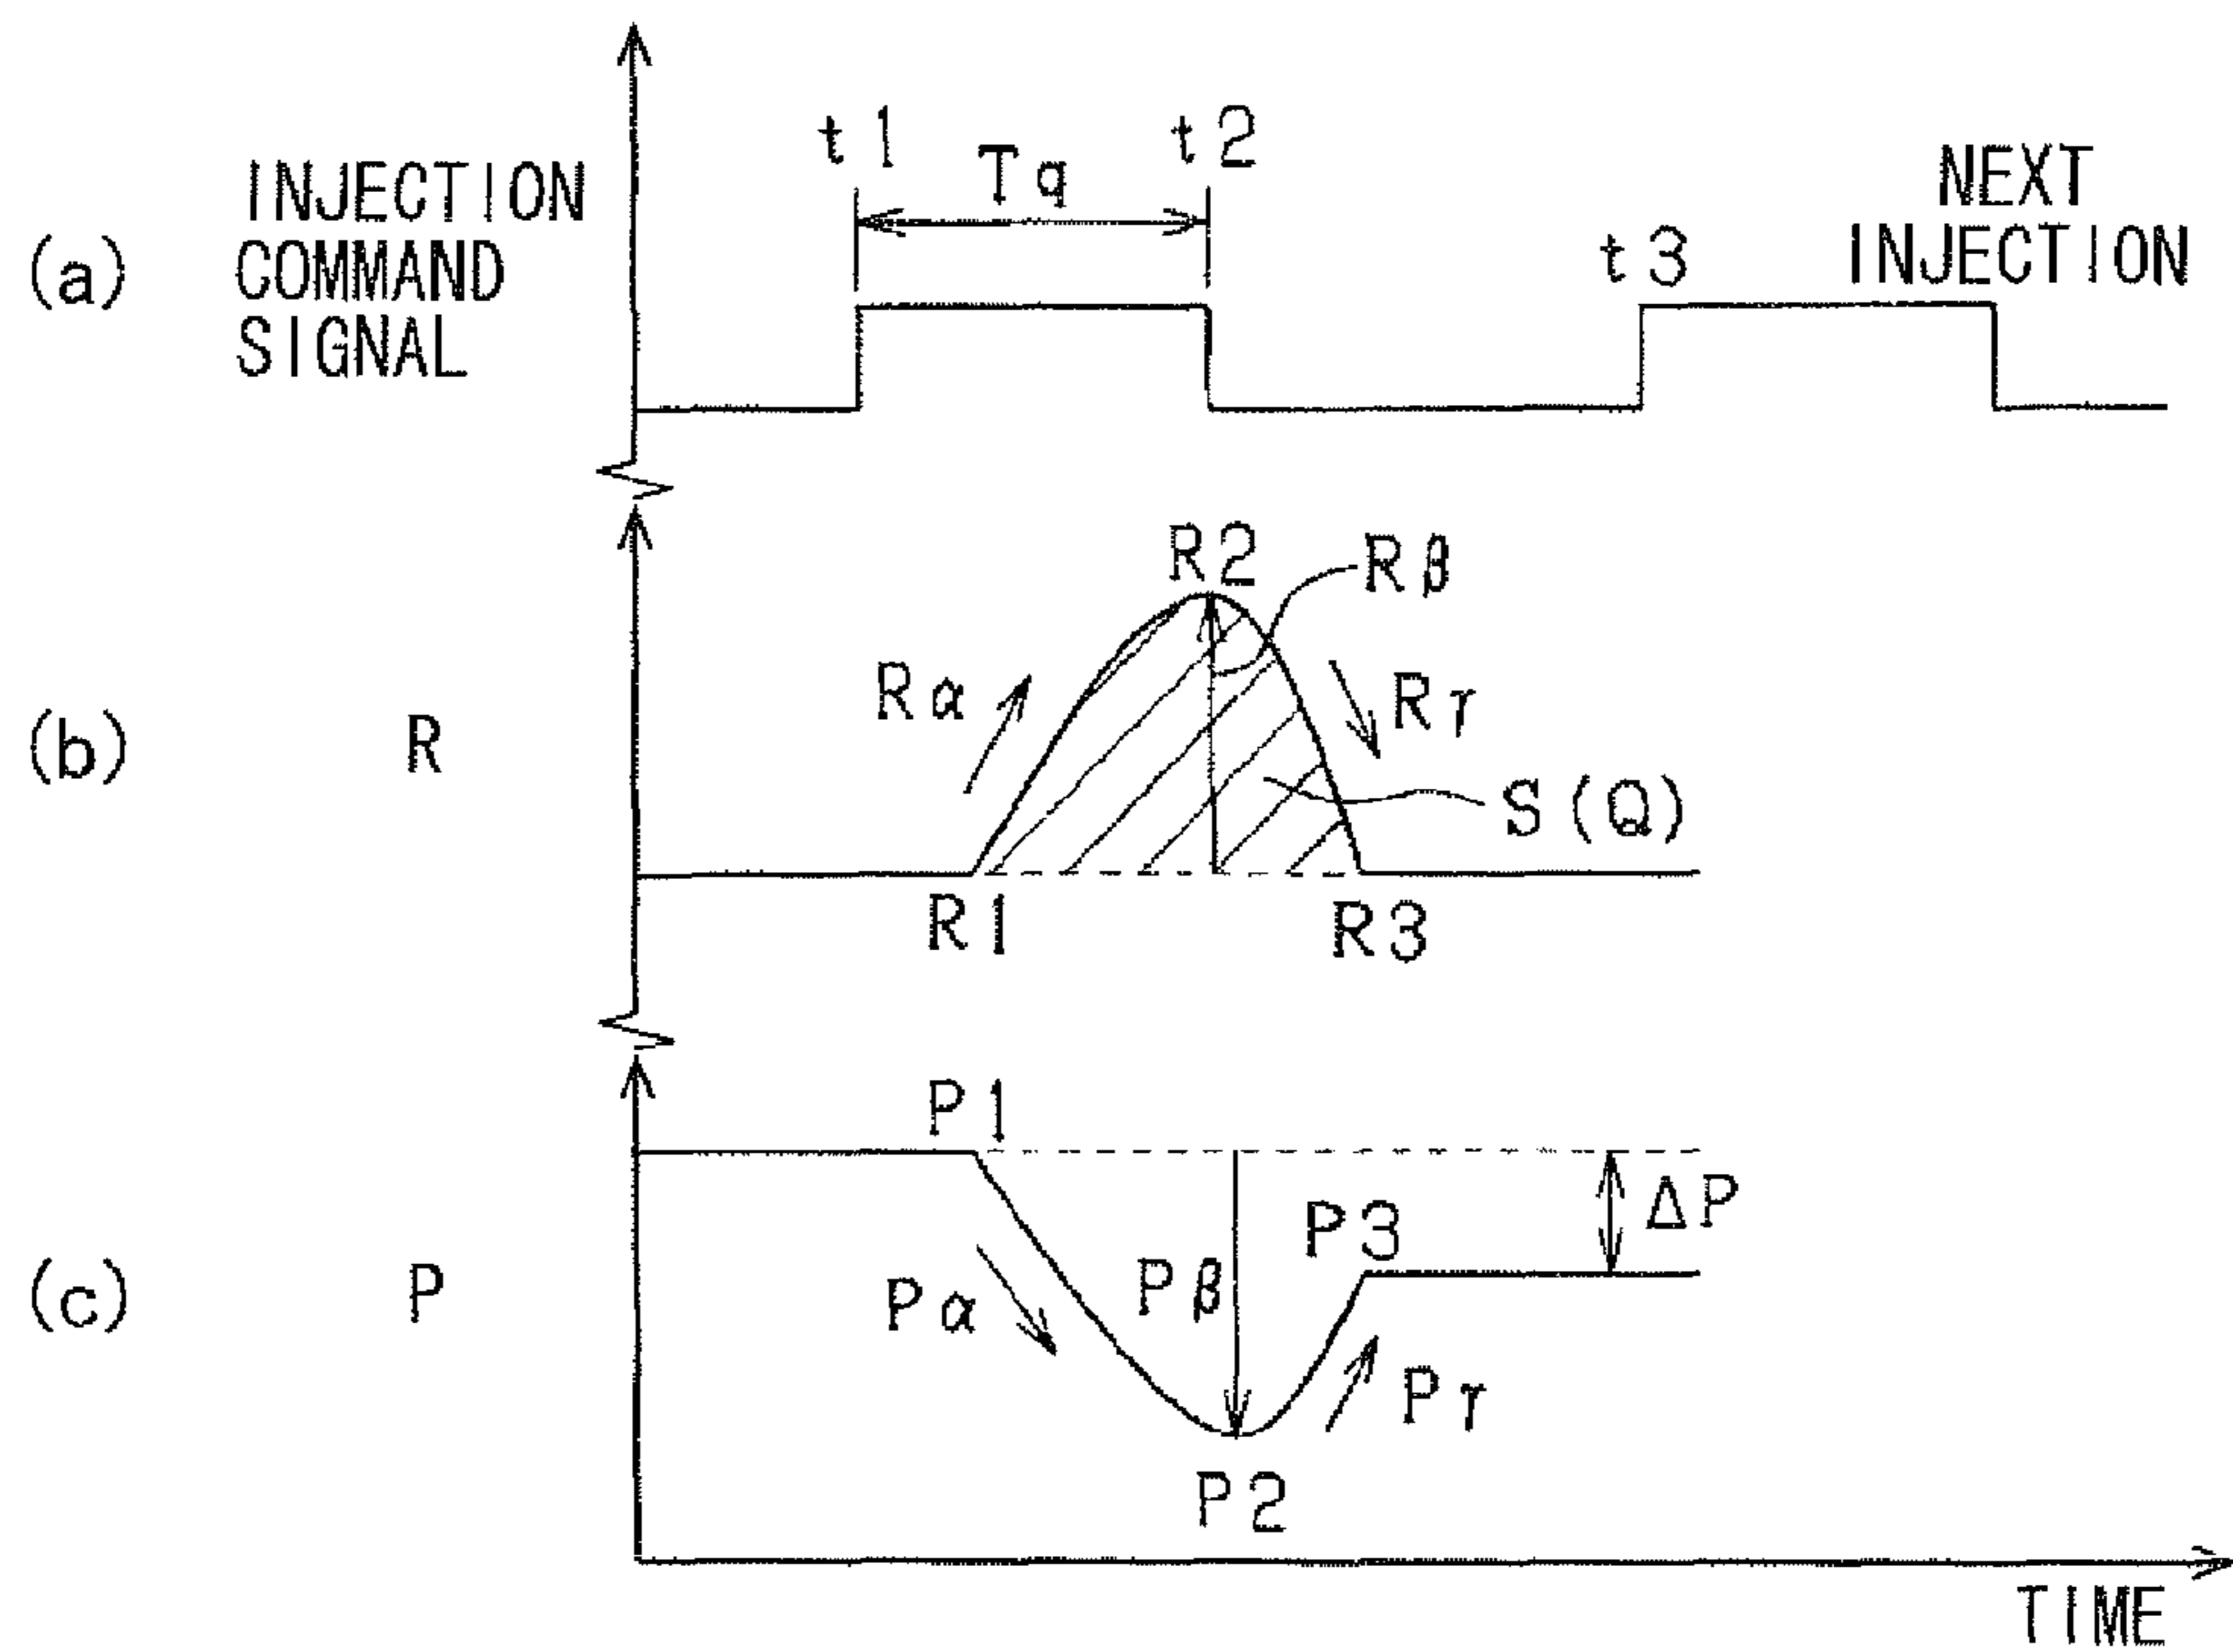 (a)
INJECTION
COMMAND
SIGNAL
t1
Tq
t2
t3
NEXT
INJECTION
(b)
R
R2
Rβ
Rα
Rγ
S(Q)
R1
R3
(c)
P
P1
ΔP
P3
Pβ
Pα
Pγ
P2
TIME